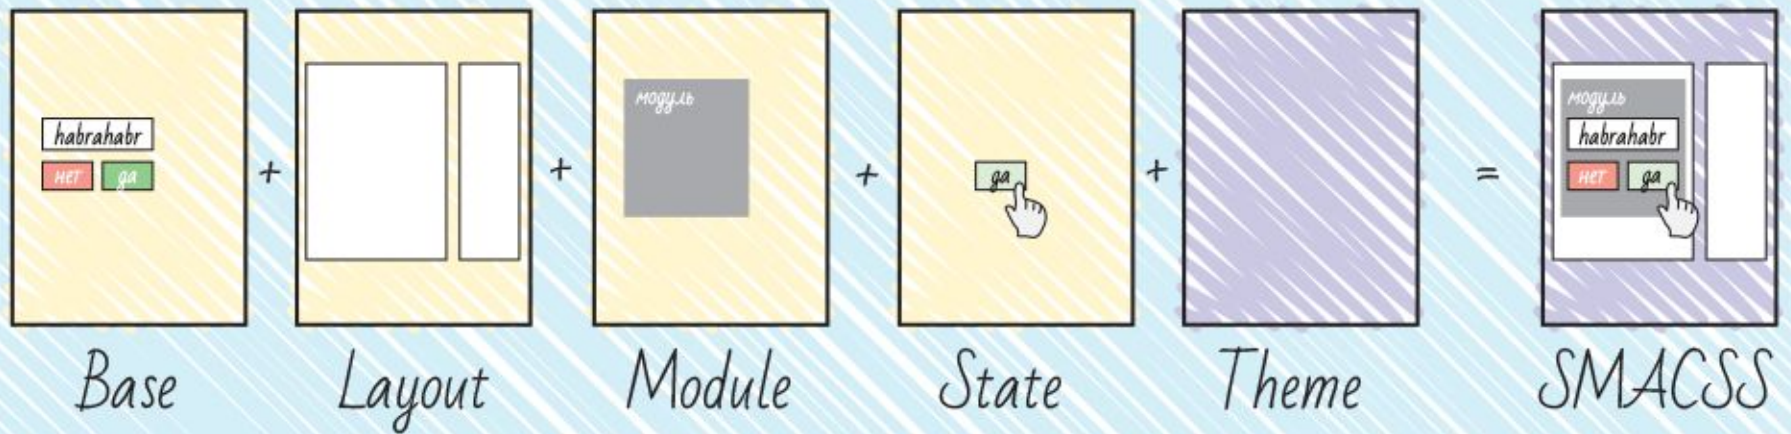 habrahabr
нет да
+
+
модуль
+
да
+
=
модуль
habrahabr
нет да
Base Layout Module State Theme SMACSS